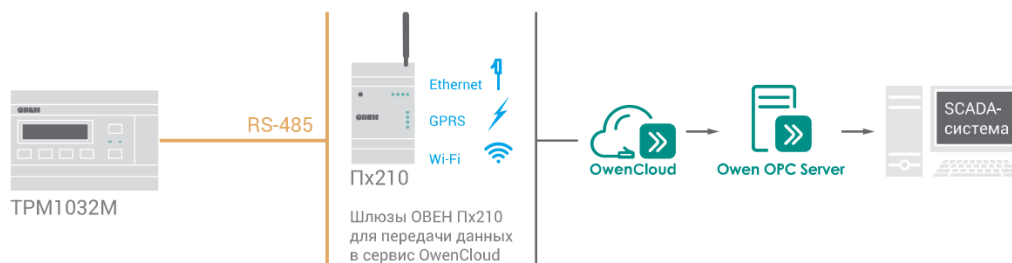 ОВЕН
ТРМ1032М
RS-485
ОВЕН
Пх210
Шлюзы ОВЕН Пх210
для передачи данных
в сервис OwenCloud
Ethernet
GPRS
Wi-Fi
OwenCloud
Owen OPC Server
SCADA-
система